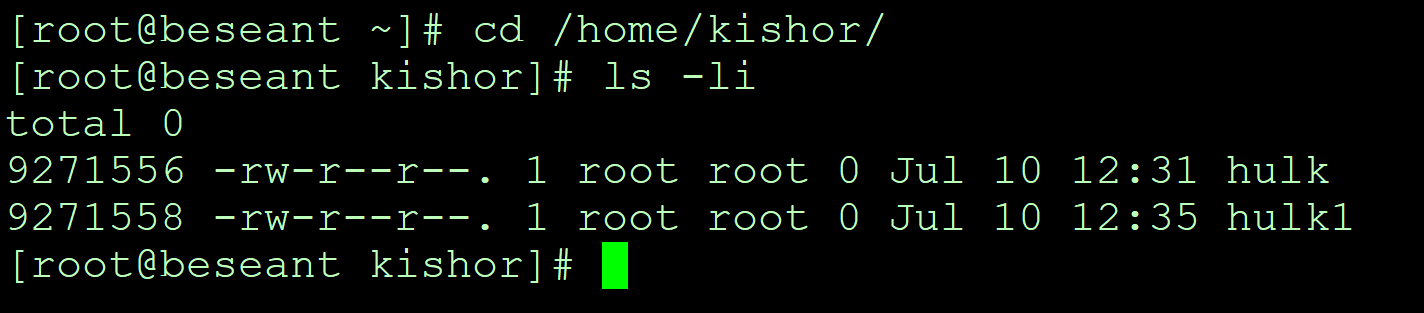 [root@beseant ~]# cd /home/kishor/
[root@beseant kishor]# ls -li
total 0
9271556 -rw-r--r--. 1 root root 0 Jul 10 12:31 hulk
9271558 -rw-r--r--. 1 root root 0 Jul 10 12:35 hulk1
[root@beseant kishor]#